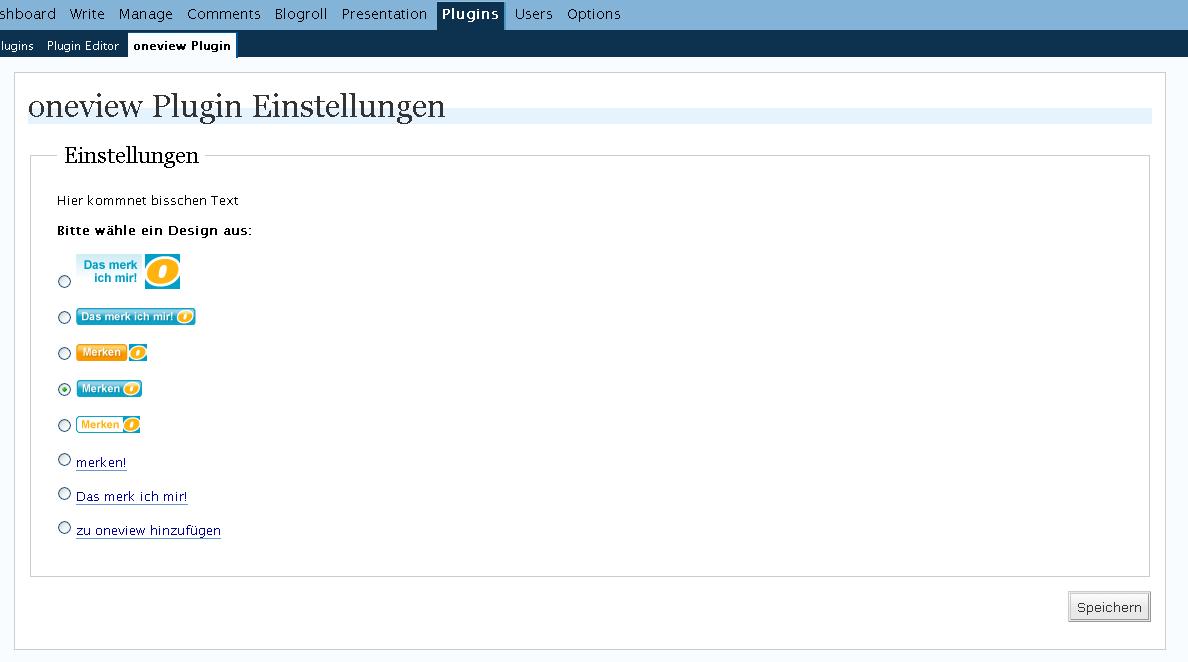 shboard Write Manage Comments Blogroll Presentation Plugins Users Options
lugins Plugin Editor oneview Plugin
oneview Plugin Einstellungen
Einstellungen
Hier kommnet bisschen Text
Bitte wähle ein Design aus:
Das merk
ich mir!
Das merk ich mir!
Merken
Merken
Merken
merken!
Das merk ich mir!
zu oneview hinzufügen
Speichern